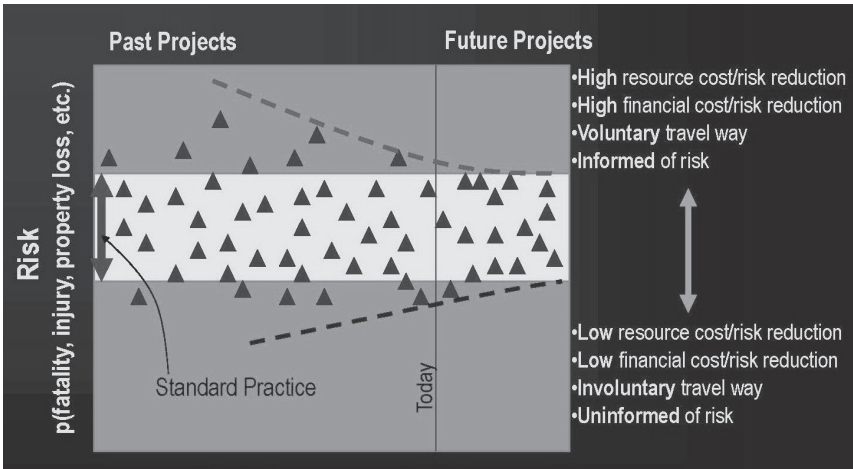 Past Projects
Future Projects
Risk
p(fatality, injury, property loss, etc.)
•High resource cost/risk reduction
•High financial cost/risk reduction
•Voluntary travel way
•Informed of risk
Standard Practice
Today
•Low resource cost/risk reduction
•Low financial cost/risk reduction
•Involuntary travel way
•Uninformed of risk